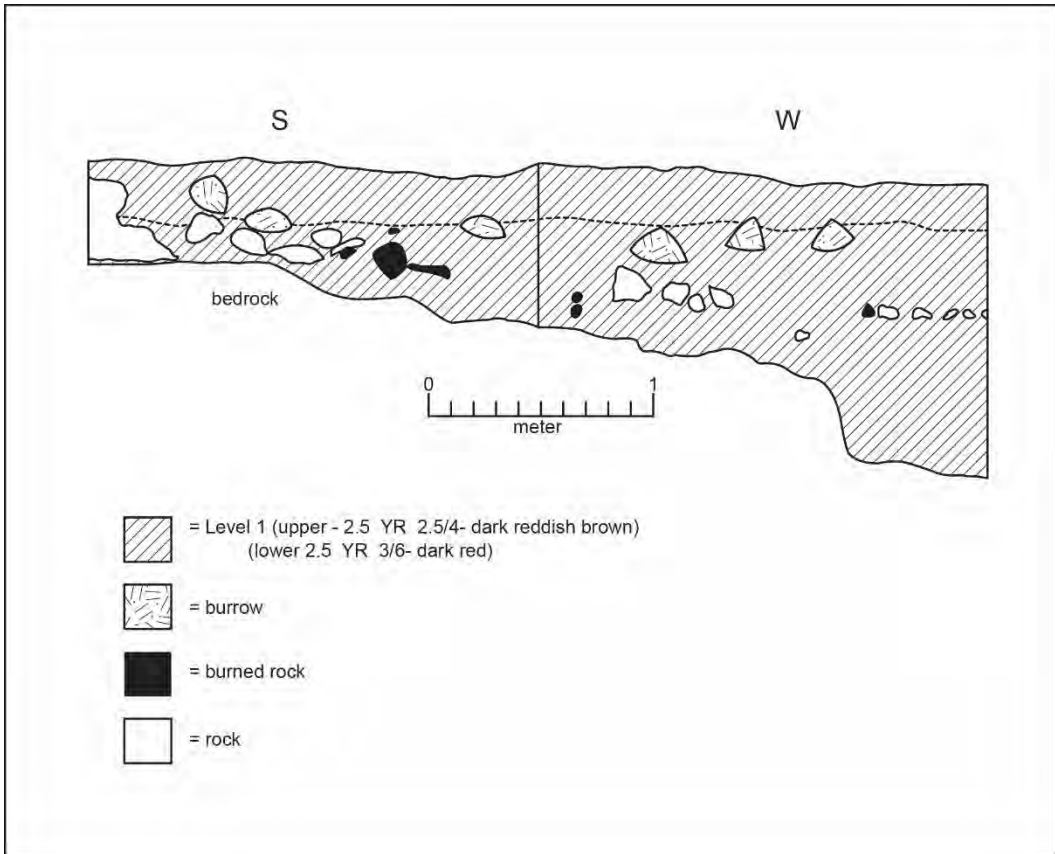 S
W
bedrock
0
1
meter
= Level 1 (upper - 2.5 YR 2.5/4- dark reddish brown)
(lower 2.5 YR 3/6- dark red)
= burrow
= burned rock
= rock